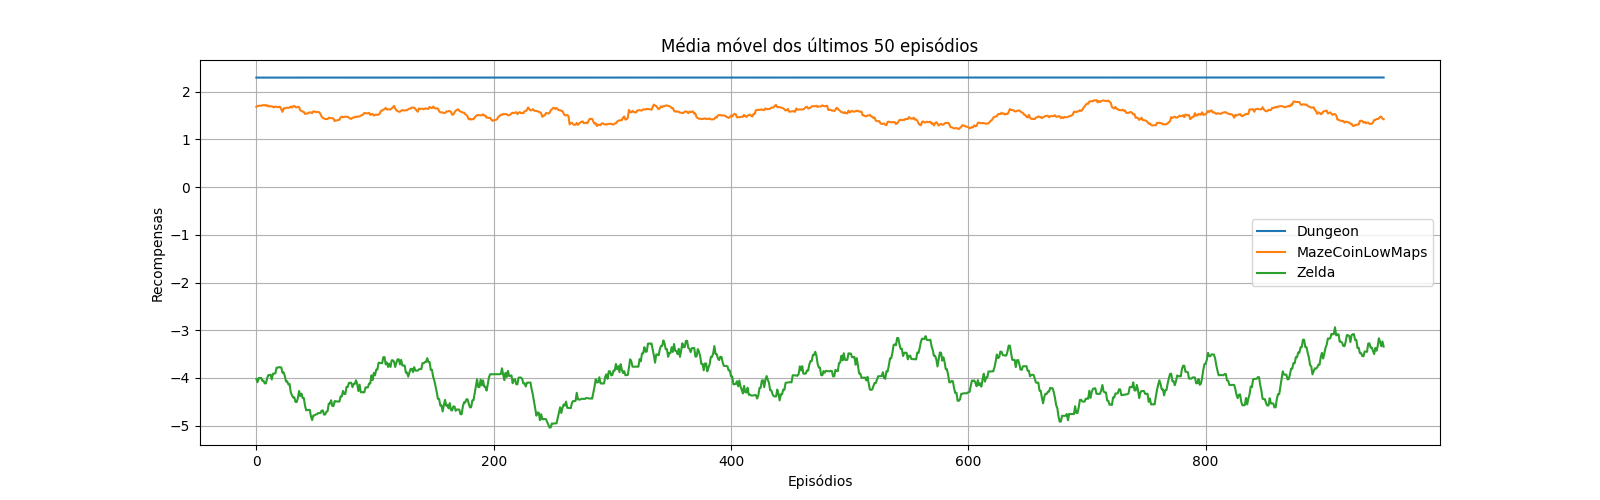 Média móvel dos últimos 50 episódios
Recompensas
2
1
0
−1
−2
−3
−4
−5
Dungeon
MazeCoinLowMaps
Zelda
0
200
400
600
800
Episódios